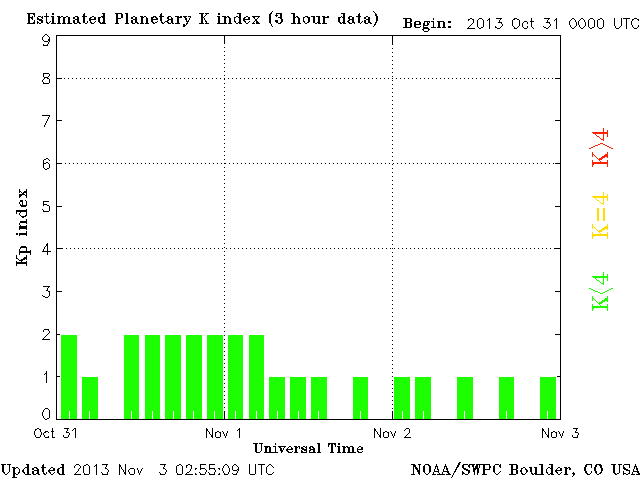 Estimated Planetary K index (3 hour data) Begin: 2013 Oct 31 0000 UTC
9
8
7
6
5
4
3
2
1
0
Kp index
K>4
K=4
K<4
Oct 31 Nov 1 Nov 2 Nov 3
Universal Time
Updated 2013 Nov 3 02:55:09 UTC NOAA/SWPC Boulder, CO USA